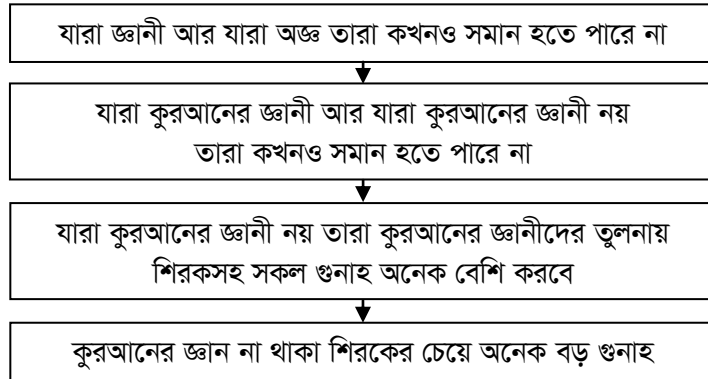 যারা জ্ঞানী আর যারা অজ্ঞ তারা কখনও সমান হতে পারে না
যারা কুরআনের জ্ঞানী আর যারা কুরআনের জ্ঞানী নয়
তারা কখনও সমান হতে পারে না
যারা কুরআনের জ্ঞানী নয় তারা কুরআনের জ্ঞানীদের তুলনায়
শিরকসহ সকল গুনাহ অনেক বেশি করবে
কুরআনের জ্ঞান না থাকা শিরকের চেয়ে অনেক বড় গুনাহ